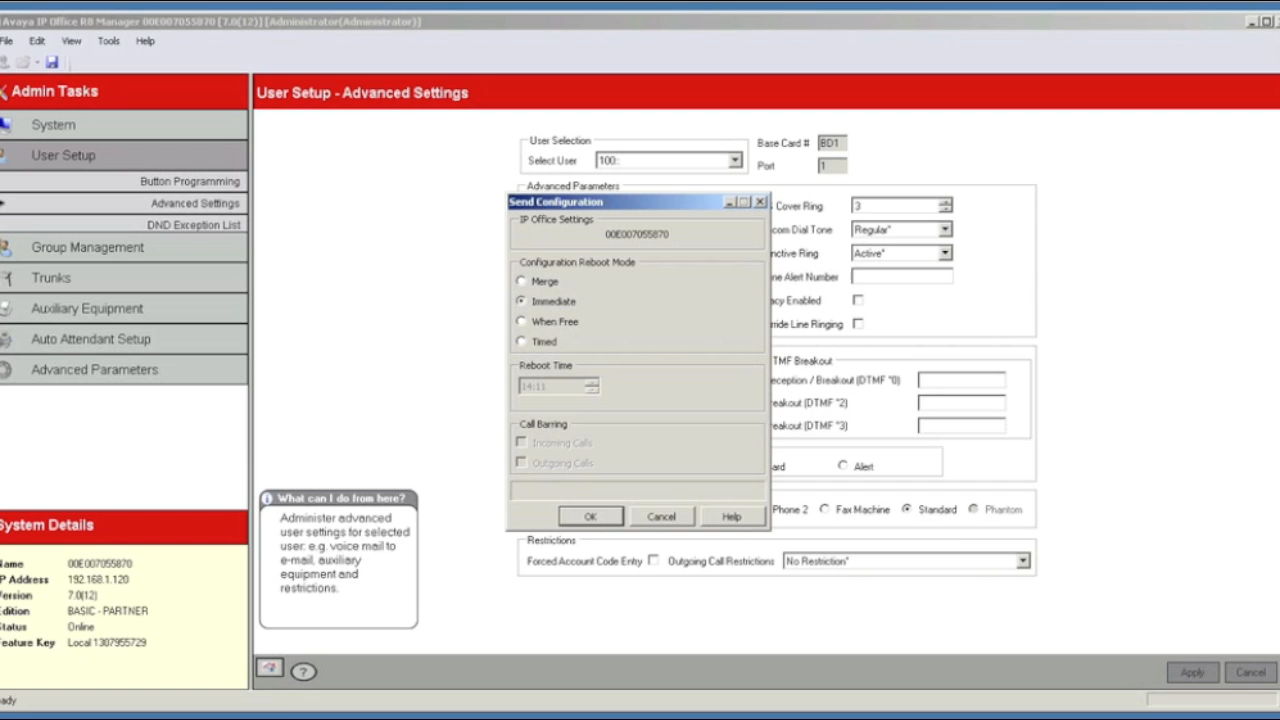 Avaya IP Office R8 Manager 00E007055870 [7.0(12)] [Administrator(Administrator)]
File Edit View Tools Help
Admin Tasks
System
User Setup
Button Programming
Advanced Settings
DND Exception List
Group Management
Trunks
Auxiliary Equipment
Auto Attendant Setup
Advanced Parameters
System Details
Name 00E007055870
IP Address 192.168.1.120
Version 7.0(12)
Edition BASIC - PARTNER
Status Online
Feature Key Local 1307955729
User Setup - Advanced Settings
User Selection
Select User 100:
Base Card # BD1
Port 1
Advanced Parameters
Cover Ring 3
com Dial Tone Regular*
nctive Ring Active*
ne Alert Number
acy Enabled
ride Line Ringing
TMF Breakout
eception / Breakout (DTMF *0)
eakout (DTMF *2)
eakout (DTMF *3)
ard Alert
Phone 2 Fax Machine Standard Phantom
Restrictions
Forced Account Code Entry Outgoing Call Restrictions No Restriction*
Send Configuration
IP Office Settings
00E007055870
Configuration Reboot Mode
Merge
Immediate
When Free
Timed
Reboot Time
14:11
Call Barring
Incoming Calls
Outgoing Calls
OK Cancel Help
What can I do from here?
Administer advanced
user settings for selected
user: e.g. voice mail to
e-mail, auxiliary
equipment and
restrictions.
?
Apply Cancel
ady